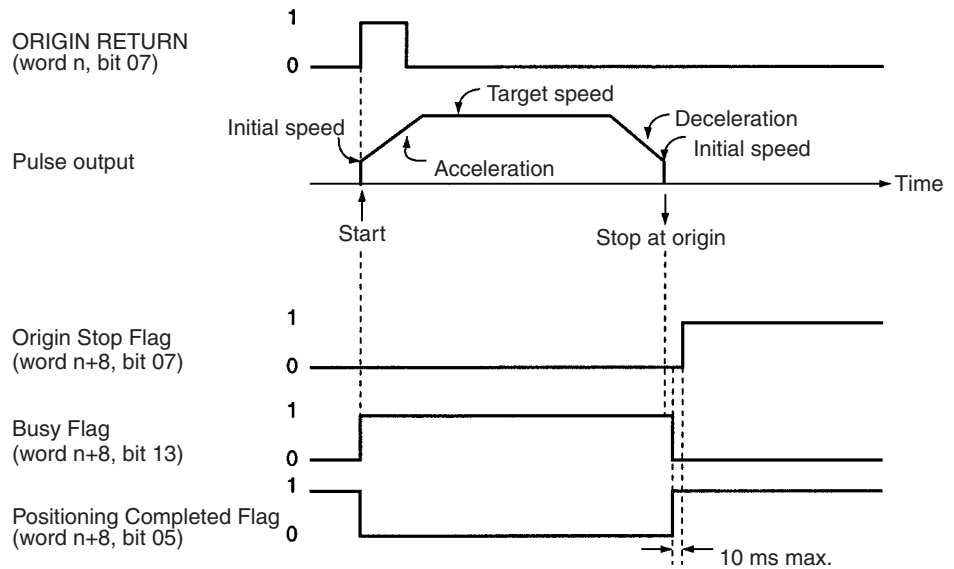 ORIGIN RETURN
(word n, bit 07)
1
0
Target speed
Deceleration
Initial speed
Initial speed
Pulse output
Acceleration
Time
Start
Stop at origin
Origin Stop Flag
(word n+8, bit 07)
1
0
Busy Flag
(word n+8, bit 13)
1
0
Positioning Completed Flag
(word n+8, bit 05)
1
0
10 ms max.